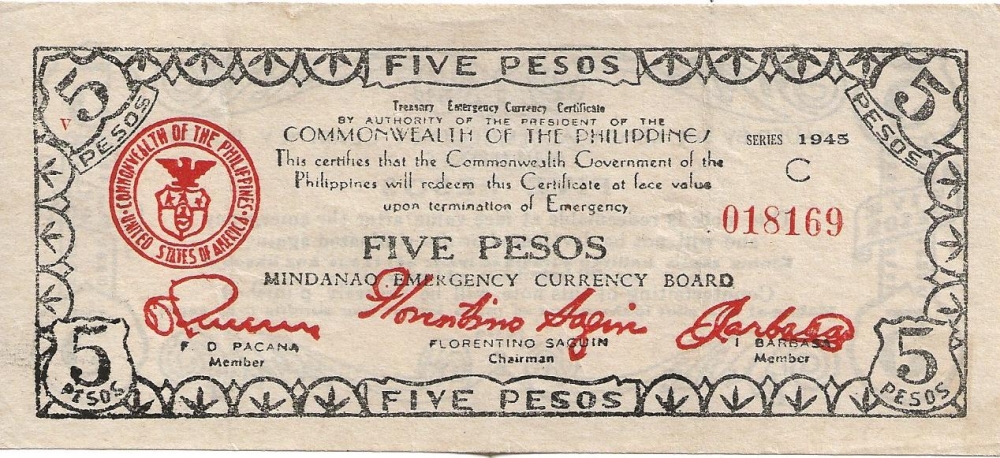 FIVE PESOS
5 PESOS
5 PESOS
V
Treasury Emergency Currency Certificate
BY AUTHORITY OF THE PRESIDENT OF THE
COMMONWEALTH OF THE PHILIPPINES
SERIES 1945
C
This certifies that the Commonwealth Government of the
Philippines will redeem this Certificate at face value
upon termination of Emergency
COMMONWEALTH OF THE PHILIPPINES
UNITED STATES OF AMERICA
018169
FIVE PESOS
MINDANAO EMERGENCY CURRENCY BOARD
Florentino Saguin
F. D PACANA
Member
FLORENTINO SAGUIN
Chairman
I BARBASA
Member
5 PESOS
5 PESOS
FIVE PESOS